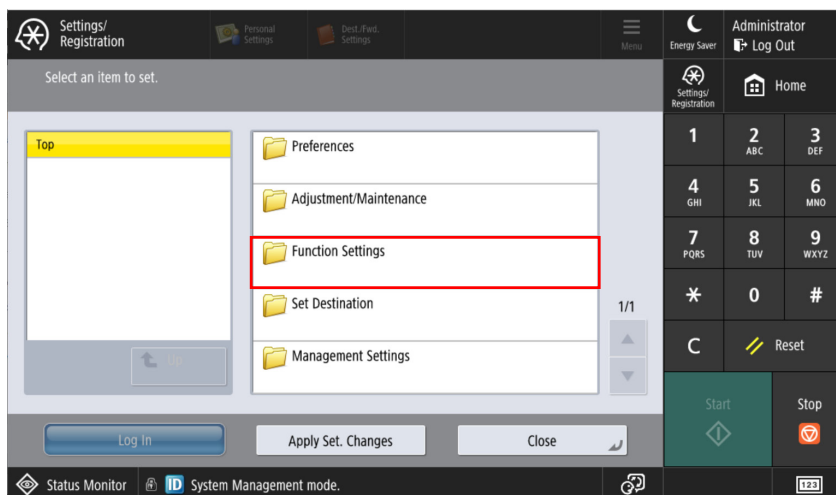 Settings/
Registration
Personal
Settings
Dest./Fwd.
Settings
Menu
Energy Saver
Administrator
Log Out
Select an item to set.
Settings/
Registration
Home
Top
Preferences
Adjustment/Maintenance
Function Settings
Set Destination
Management Settings
1/1
Up
1
2
ABC
3
DEF
4
GHI
5
JKL
6
MNO
7
PQRS
8
TUV
9
WXYZ
0
#
C
Reset
Start
Stop
Log In
Apply Set. Changes
Close
Status Monitor
ID System Management mode.
123